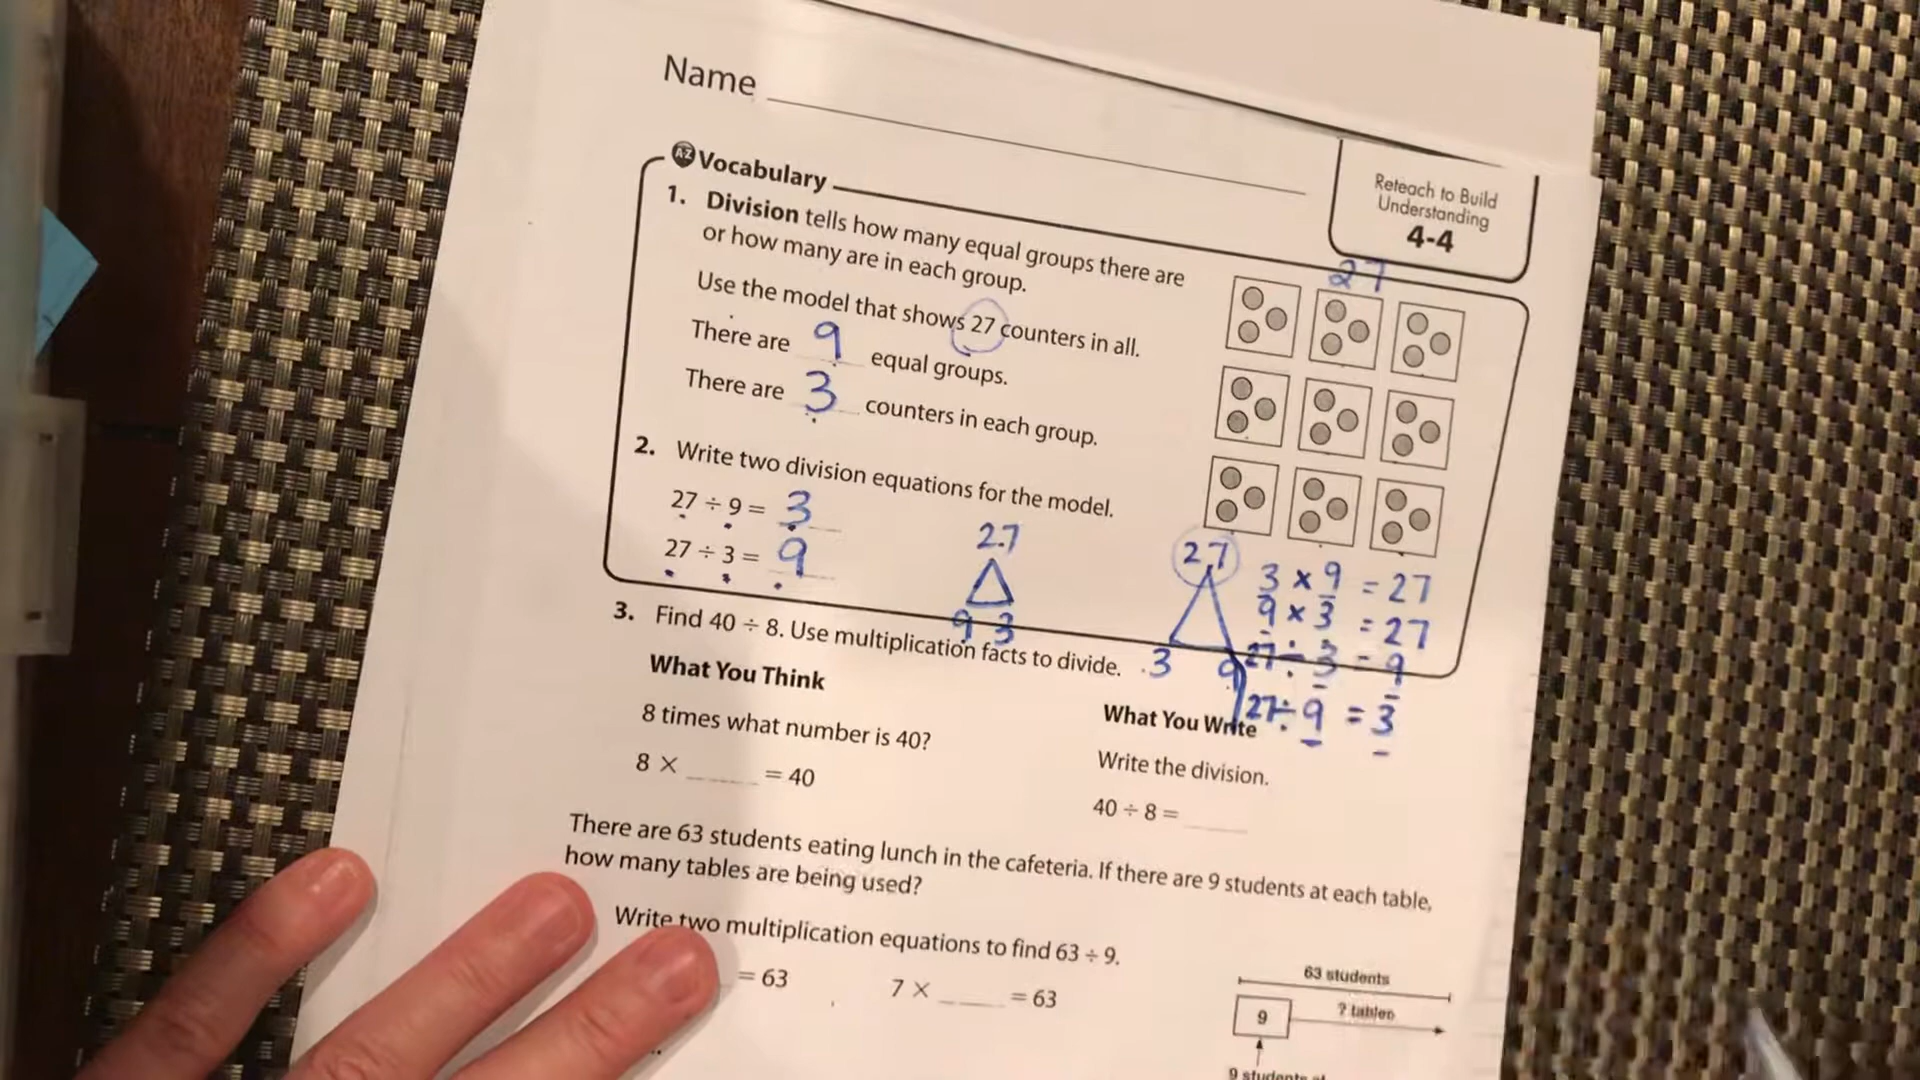 Name
Reteach to Build
Understanding
4-4
A-Z Vocabulary
1. Division tells how many equal groups there are
or how many are in each group.
27
Use the model that shows 27 counters in all.
There are 9 equal groups.
There are 3 counters in each group.
2. Write two division equations for the model.
27 ÷ 9 = 3
27 ÷ 3 = 9
27
9 3
27
3 9
3 × 9 = 27
9 × 3 = 27
27 ÷ 3 = 9
27 ÷ 9 = 3
3. Find 40 ÷ 8. Use multiplication facts to divide.
What You Think
8 times what number is 40?
8 × ____ = 40
What You Write
Write the division.
40 ÷ 8 = ____
There are 63 students eating lunch in the cafeteria. If there are 9 students at each table,
how many tables are being used?
Write two multiplication equations to find 63 ÷ 9.
= 63 7 × ____ = 63
63 students
9 ? tables
9 students